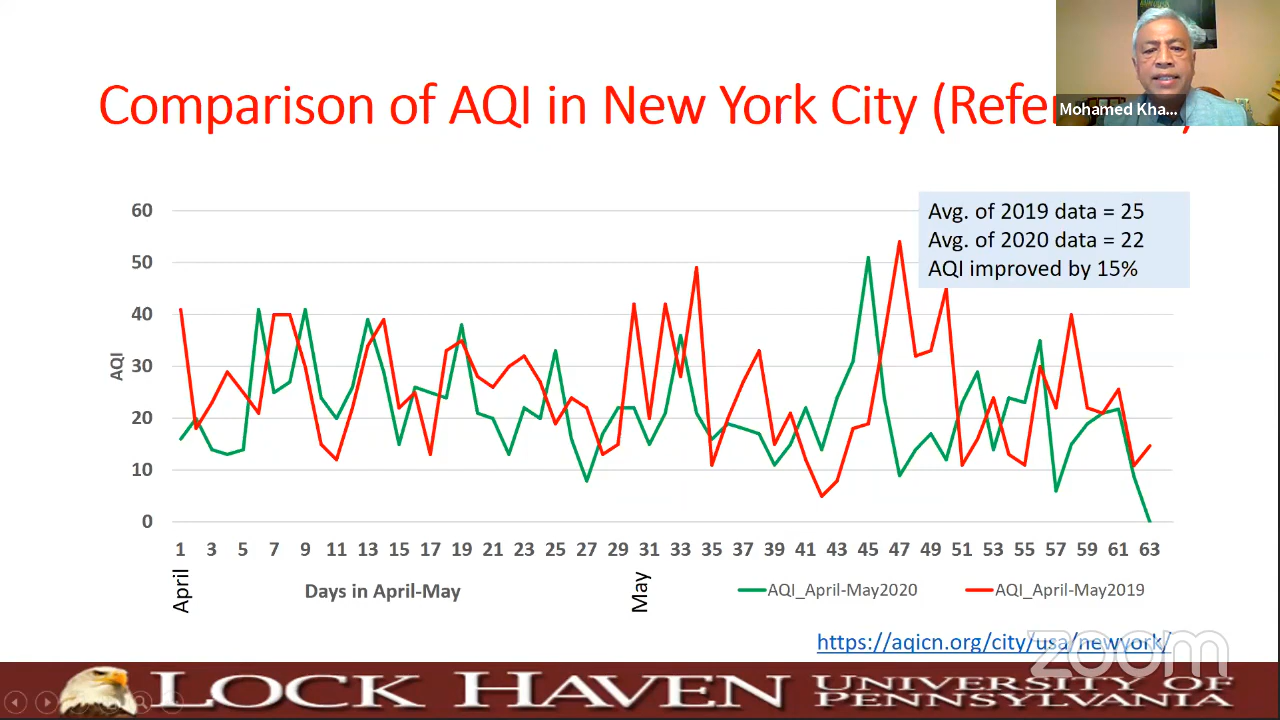 Comparison of AQI in New York City
Mohamed Kha...
Avg. of 2019 data = 25
Avg. of 2020 data = 22
AQI improved by 15%
60
50
40
30
20
10
0
AQI
1 3 5 7 9 11 13 15 17 19 21 23 25 27 29 31 33 35 37 39 41 43 45 47 49 51 53 55 57 59 61 63
April
May
Days in April-May
AQI_April-May2020
AQI_April-May2019
https://aqicn.org/city/usa/newyork/
zoom
LOCK HAVEN
UNIVERSITY OF
PENNSYLVANIA